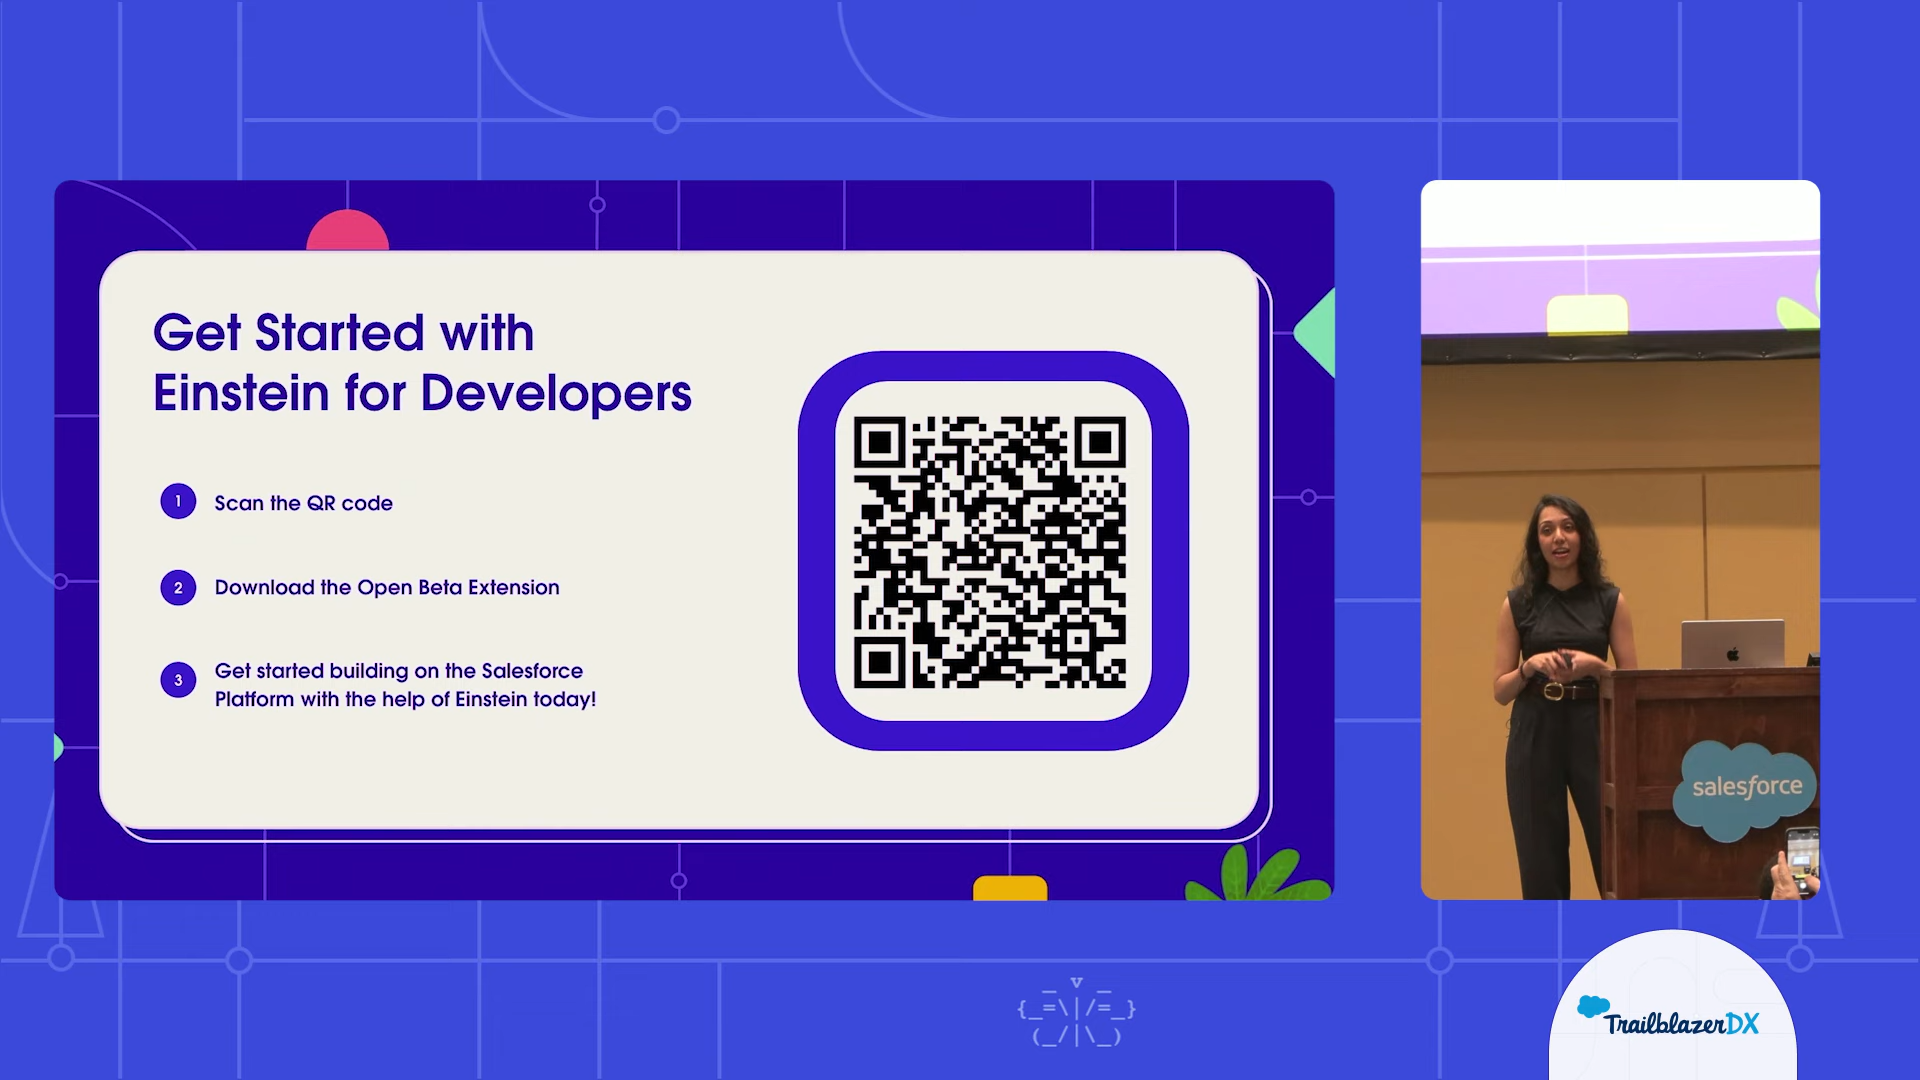 Get Started with
Einstein for Developers
1 Scan the QR code
2 Download the Open Beta Extension
3 Get started building on the Salesforce
Platform with the help of Einstein today!
salesforce
v
_ _
{_=\|/=_}
(_/|\_)
TrailblazerDX